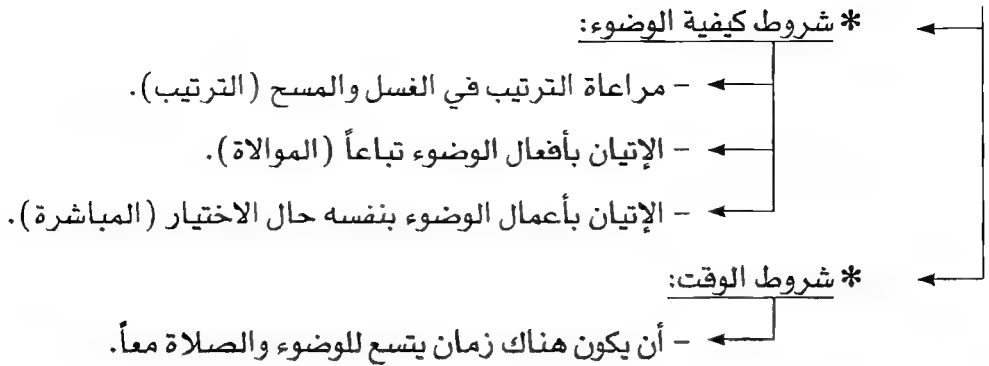 * شروط كيفية الوضوء:
- مراعاة الترتيب في الغسل والمسح (الترتيب).
- الإتيان بأفعال الوضوء تباعاً (الموالاة).
- الإتيان بأعمال الوضوء بنفسه حال الاختيار (المباشرة).
* شروط الوقت:
- أن يكون هناك زمان يتسع للوضوء والصلاة معاً.